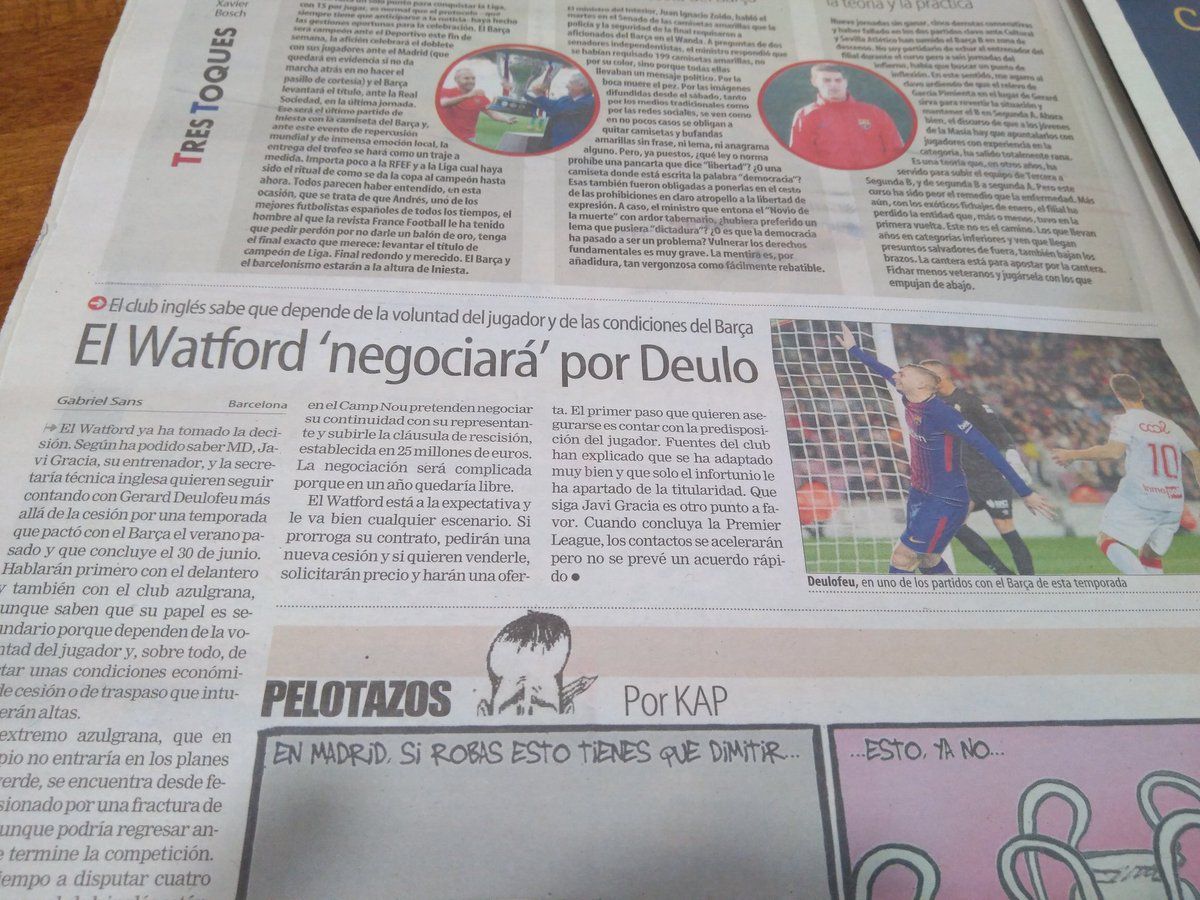 Xavier
Bosch
TRES TOQUES
con 15 por jugar, es normal que el protocolo -que
siempre tiene que anticiparse a la noticia- haya hecho
las gestiones oportunas para la celebración. El Barça
será campeón ante el Deportivo este fin de
semana, la afición celebrará el doblete
con sus jugadores ante el Madrid (que
quedará en evidencia si no da
marcha atrás en no hacer el
pasillo de cortesía) y el Barça
levantará el título, ante la Real
Sociedad, en la última jornada.
Ese será el último partido de
Iniesta con la camiseta del Barça y,
ante este evento de repercusión
mundial y de inmensa emoción local, la
entrega del trofeo se hará como un traje a
medida. Importa poco a la RFEF y a la Liga cual haya
sido el ritual de como se da la copa al campeón hasta
ahora. Todos parecen haber entendido, en esta
ocasión, que se trata de que Andrés, uno de los
mejores futbolistas españoles de todos los tiempos, el
hombre al que la revista France Football le ha tenido
que pedir perdón por no darle un balón de oro, tenga
el final exacto que merece: levantar el título de
campeón de Liga. Final redondo y merecido. El Barça y
el barcelonismo estarán a la altura de Iniesta.
El ministro del Interior, Juan Ignacio Zoido, habló el
martes en el Senado de las camisetas amarillas que
la policía y la seguridad de la final requisaron a
aficionados del Barça en el Wanda. A preguntas de dos
senadores independentistas, el ministro respondió que
se habían requisado 199 camisetas amarillas, no
por su color, sino porque todas ellas
llevaban un mensaje político. Por la
boca muere el pez. Por las imágenes
difundidas desde el sábado, tanto
por los medios tradicionales como
por las redes sociales, se ven como
en no pocos casos se obligan a
quitar camisetas y bufandas
amarillas sin frase, ni lema, ni anagrama
alguno. Pero, ya puestos, ¿qué ley o norma
prohíbe una pancarta que dice "libertad"? ¿O una
camiseta donde está escrita la palabra "democracia"?
Esas también fueron obligadas a ponerlas en el cesto
de las prohibiciones en claro atropello a la libertad de
expresión. A caso, el ministro que entona el "Novio de
la muerte" con ardor tabernario, ¿hubiera preferido un
lema que pusiera "dictadura"? ¿O es que la democracia
ha pasado a ser un problema? Vulnerar los derechos
fundamentales es muy grave. La mentira es, por
añadidura, tan vergonzosa como fácilmente rebatible.
la teoría y la práctica
Nueve jornadas sin ganar, cinco derrotas consecutivas
y haber fallado en los dos partidos clave ante Cultural
y Sevilla Atlético han sumido al Barça B en zona de
descenso. No soy partidario de echar al entrenador del
filial durante el curso pero a seis jornadas del
infierno, había que buscar un punto de
inflexión. En este sentido, me agarro al
clavo ardiendo de que el relevo de
García Pimienta en el lugar de Gerard
sirva para revertir la situación y
mantener el B en Segunda A. Ahora
bien, el discurso de que a los jóvenes
de la Masia hay que apuntalarlos con
jugadores con experiencia en la
categoría, ha salido totalmente rana.
Es una teoría que, en otros años, ha
servido para subir el equipo de Tercera a
Segunda B, y de segunda B a segunda A. Pero este
curso ha sido peor el remedio que la enfermedad. Más
aún, con los exóticos fichajes de enero, el filial ha
perdido la entidad que, más o menos, tuvo en la
primera vuelta. Este no es el camino. Los que llevan
años en categorías inferiores y ven que llegan
presuntos salvadores de fuera, también bajan los
brazos. La cantera está para apostar por la cantera.
Fichar menos veteranos y jugársela con los que
empujan de abajo.
El club inglés sabe que depende de la voluntad del jugador y de las condiciones del Barça
El Watford 'negociará' por Deulo
Gabriel Sans Barcelona
El Watford ya ha tomado la deci-
sión. Según ha podido saber MD, Ja-
vi Gracia, su entrenador, y la secre-
taría técnica inglesa quieren seguir
contando con Gerard Deulofeu más
allá de la cesión por una temporada
que pactó con el Barça el verano pa-
sado y que concluye el 30 de junio.
Hablarán primero con el delantero
y también con el club azulgrana,
unque saben que su papel es se-
undario porque dependen de la vo-
ntad del jugador y, sobre todo, de
tar unas condiciones económi-
de cesión o de traspaso que intu-
erán altas.
extremo azulgrana, que en
pio no entraría en los planes
verde, se encuentra desde fe-
sionado por una fractura de
unque podría regresar an-
e termine la competición.
iempo a disputar cuatro
en el Camp Nou pretenden negociar
su continuidad con su representan-
te y subirle la cláusula de rescisión,
establecida en 25 millones de euros.
La negociación será complicada
porque en un año quedaría libre.
El Watford está a la expectativa y
le va bien cualquier escenario. Si
prorroga su contrato, pedirán una
nueva cesión y si quieren venderle,
solicitarán precio y harán una ofer-
ta. El primer paso que quieren ase-
gurarse es contar con la predisposi-
ción del jugador. Fuentes del club
han explicado que se ha adaptado
muy bien y que solo el infortunio le
ha apartado de la titularidad. Que
siga Javi Gracia es otro punto a fa-
vor. Cuando concluya la Premier
League, los contactos se acelerarán
pero no se prevé un acuerdo rápi-
do
cool
10
Deulofeu, en uno de los partidos con el Barça de esta temporada
PELOTAZOS Por KAP
EN MADRID, SI ROBAS ESTO TIENES QUE DIMITIR...
...ESTO, YA NO...